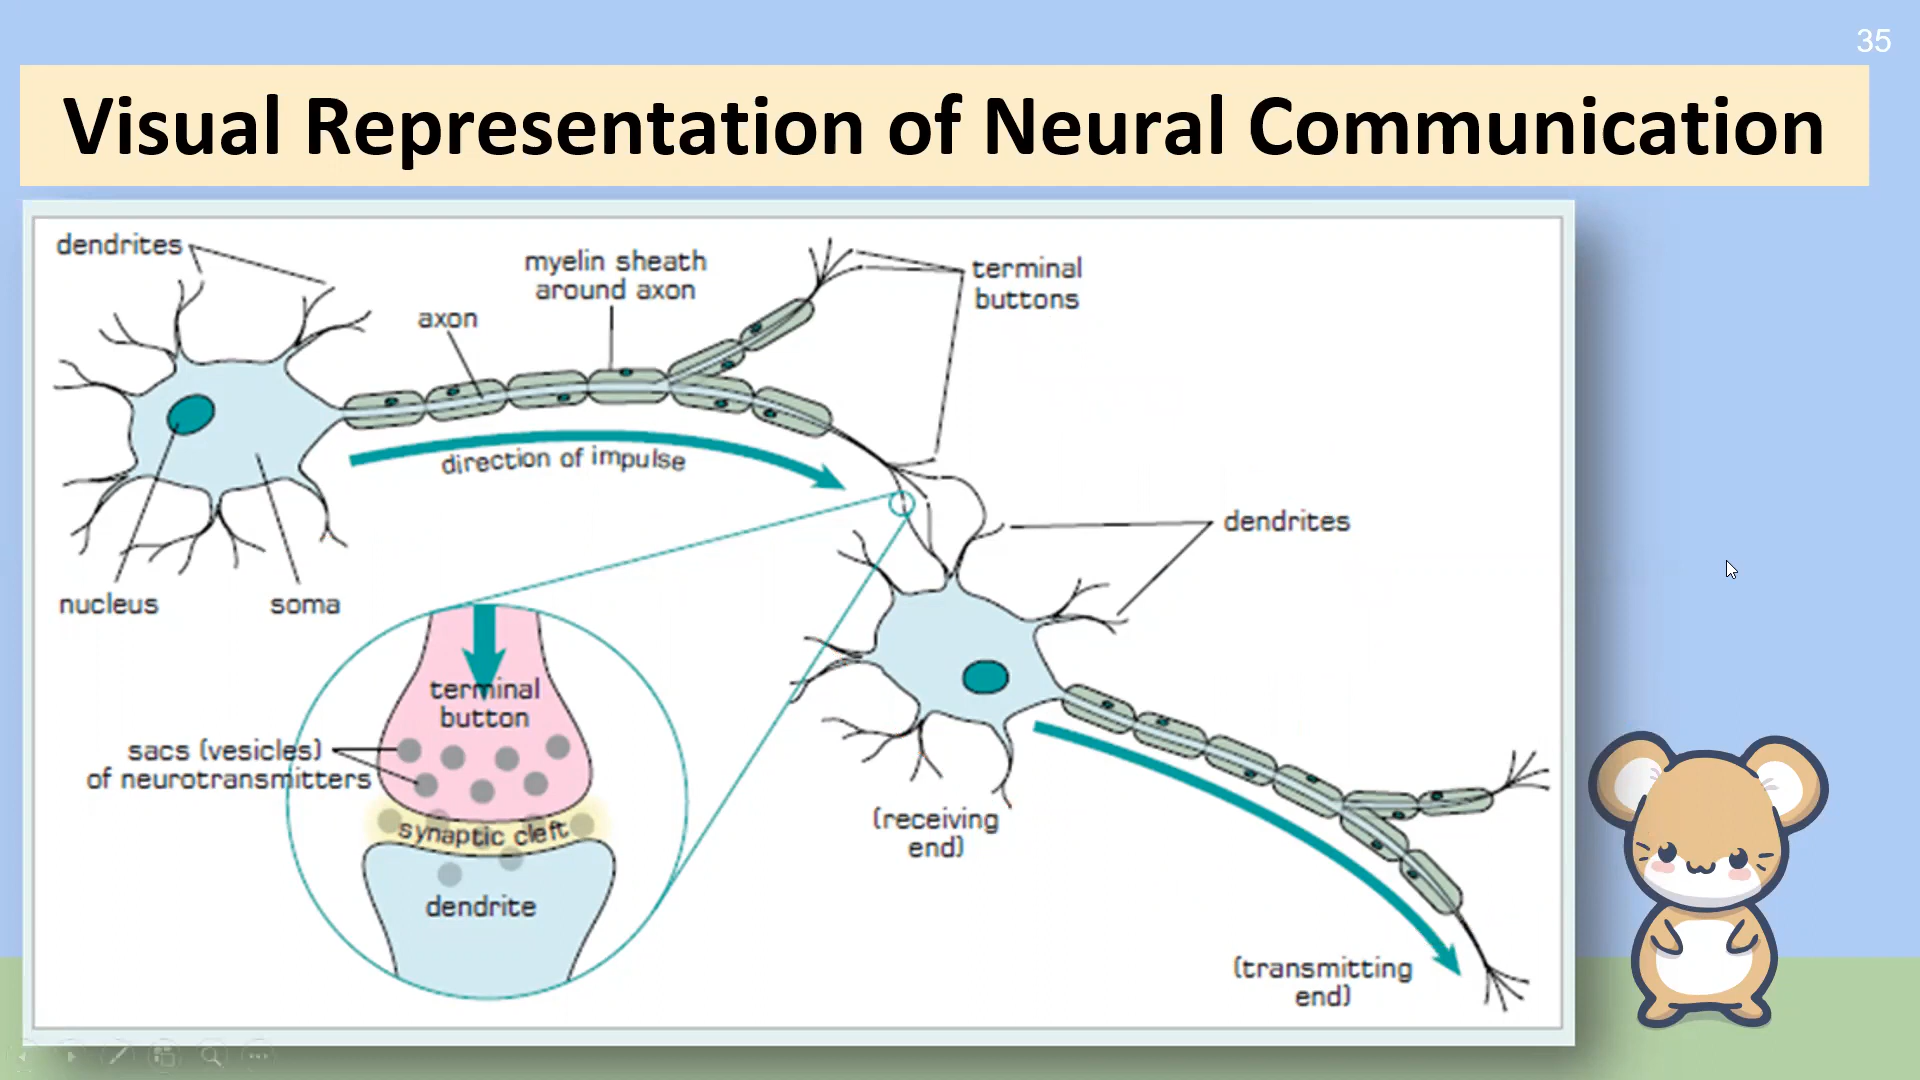 35
Visual Representation of Neural Communication
dendrites
myelin sheath
around axon
axon
terminal
buttons
direction of impulse
dendrites
nucleus
soma
terminal
button
sacs (vesicles)
of neurotransmitters
synaptic cleft
dendrite
(receiving
end)
(transmitting
end)